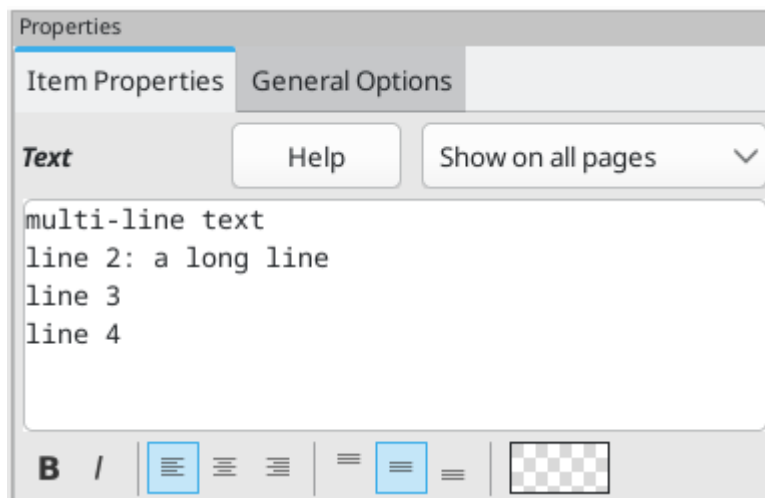 Properties
Item Properties General Options
Text Help Show on all pages
multi-line text
line 2: a long line
line 3
line 4
B I